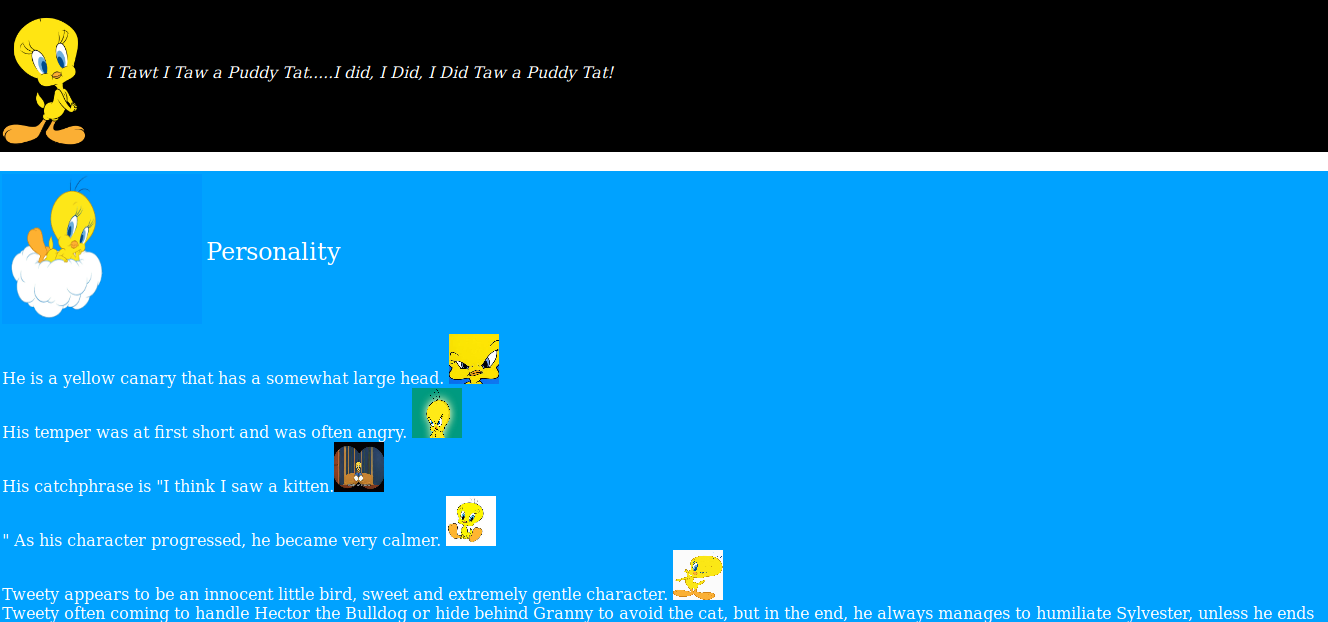 I Tawt I Taw a Puddy Tat.....I did, I Did, I Did Taw a Puddy Tat!
Personality
He is a yellow canary that has a somewhat large head.
His temper was at first short and was often angry.
His catchphrase is "I think I saw a kitten.
" As his character progressed, he became very calmer.
Tweety appears to be an innocent little bird, sweet and extremely gentle character.
Tweety often coming to handle Hector the Bulldog or hide behind Granny to avoid the cat, but in the end, he always manages to humiliate Sylvester, unless he ends